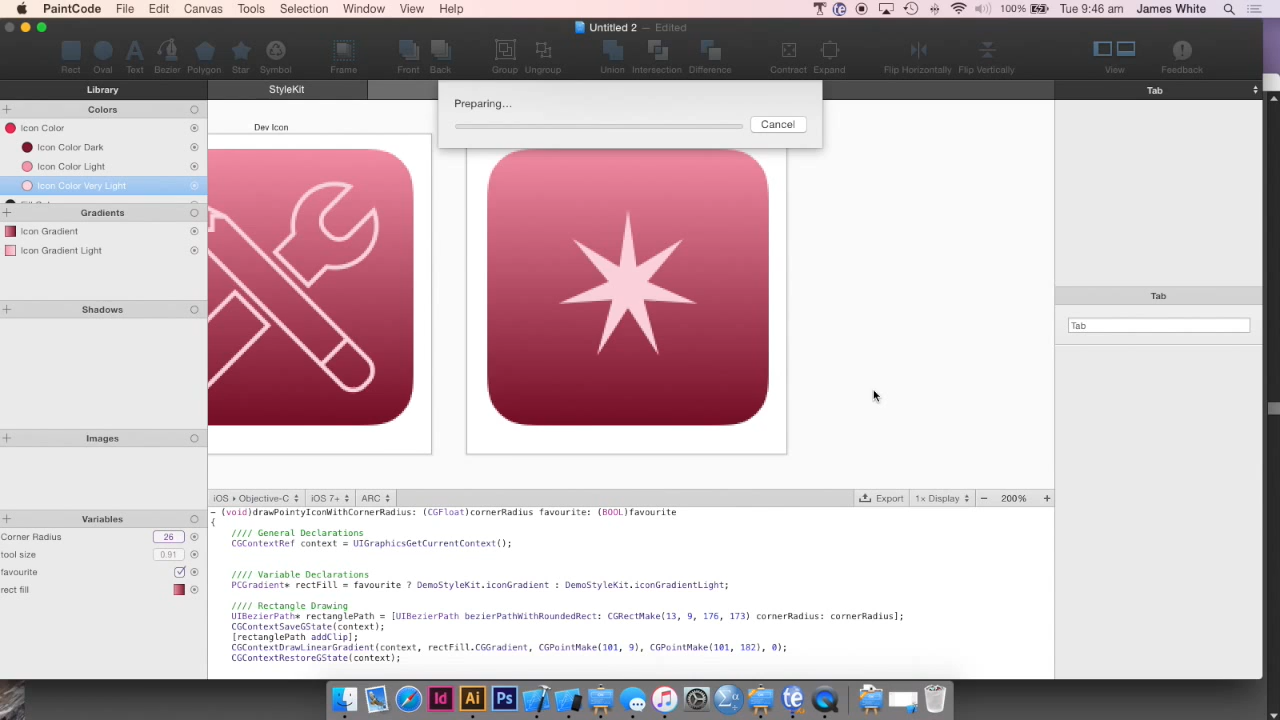 PaintCode File Edit Canvas Tools Selection Window View Help 100% Tue 9:46 am James White
Untitled 2 — Edited
Rect Oval Text Bezier Polygon Star Symbol Frame Front Back Group Ungroup Union Intersection Difference Contract Expand Flip Horizontally Flip Vertically View Feedback
Library StyleKit Tab
Preparing...
Cancel
Colors
Icon Color
Icon Color Dark
Icon Color Light
Icon Color Very Light
Gradients
Icon Gradient
Icon Gradient Light
Shadows
Images
Variables
Corner Radius 26
tool size 0.91
favourite
rect fill
Dev Icon
Tab
Tab
iOS ▸ Objective-C iOS 7+ ARC Export 1× Display 200%
- (void)drawPointyIconWithCornerRadius: (CGFloat)cornerRadius favourite: (BOOL)favourite
{
//// General Declarations
CGContextRef context = UIGraphicsGetCurrentContext();
//// Variable Declarations
PCGradient* rectFill = favourite ? DemoStyleKit.iconGradient : DemoStyleKit.iconGradientLight;
//// Rectangle Drawing
UIBezierPath* rectanglePath = [UIBezierPath bezierPathWithRoundedRect: CGRectMake(13, 9, 176, 173) cornerRadius: cornerRadius];
CGContextSaveGState(context);
[rectanglePath addClip];
CGContextDrawLinearGradient(context, rectFill.CGGradient, CGPointMake(101, 9), CGPointMake(101, 182), 0);
CGContextRestoreGState(context);
Id Ai Ps te